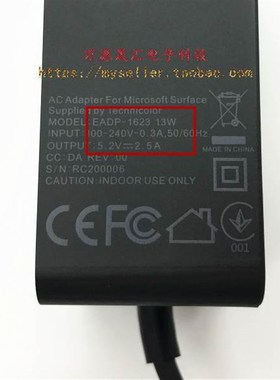 https://myseller.taobao.com
AC Adapter For Microsoft Surface
Supplied by Technicolor
MODEL:EADP-1623 13W
INPUT:100-240V~0.3A,50/60Hz
OUTPUT: 5.2V⎓2.5A
CC: DA REV:00
S/N: RC200006
CAUTION: INDOOR USE ONLY
MADE IN CHINA
001